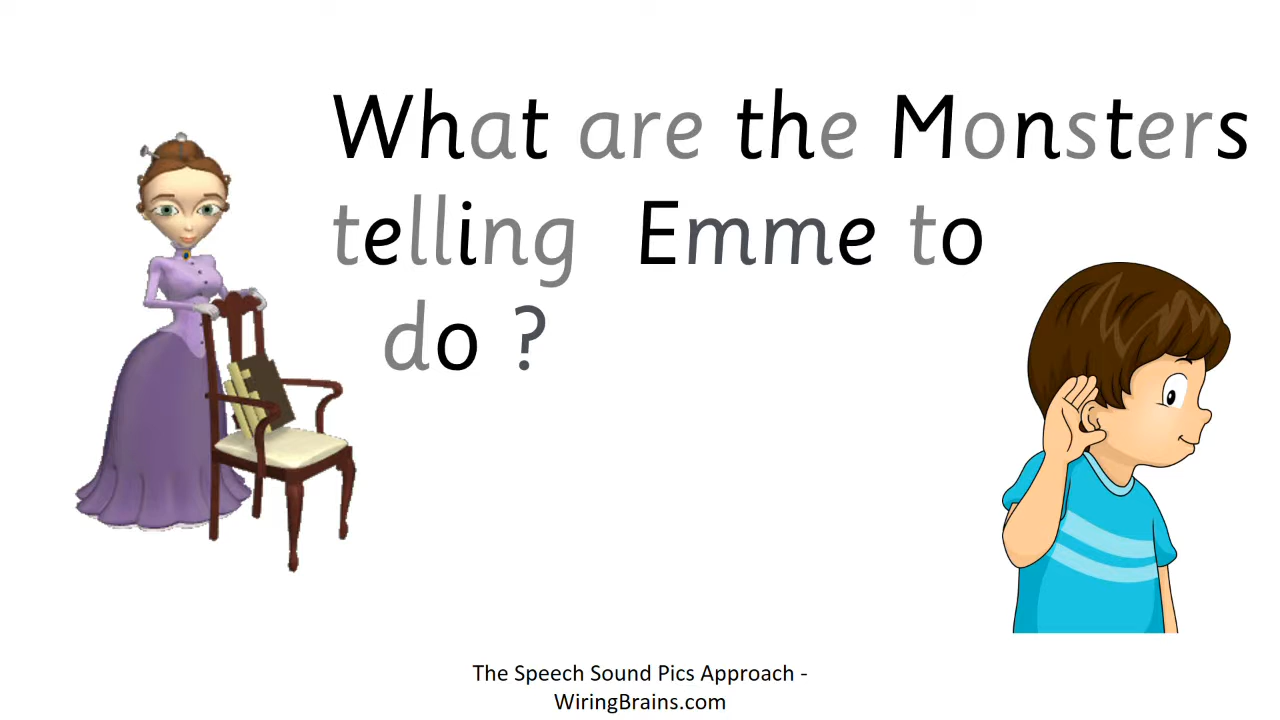 What are the Monsters
telling Emme to
do ?
The Speech Sound Pics Approach -
WiringBrains.com